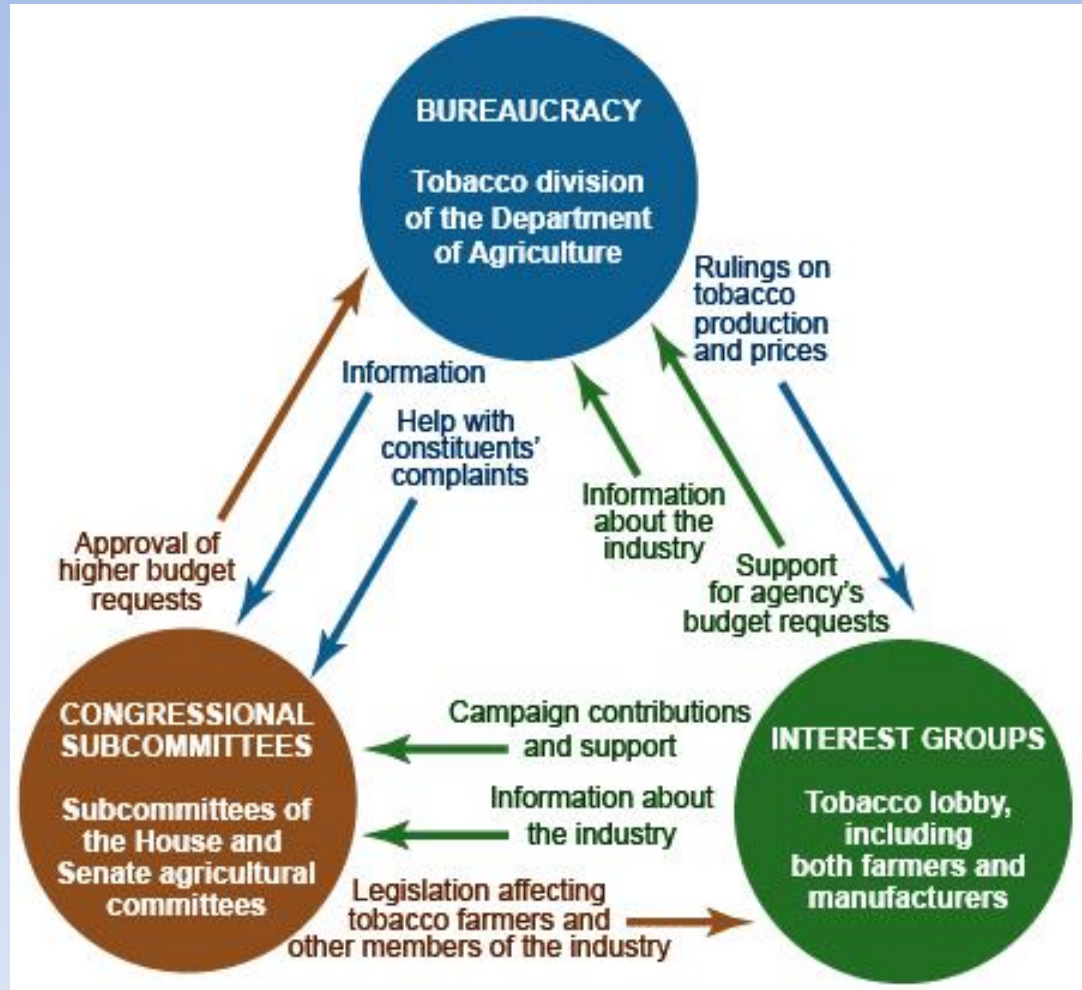 BUREAUCRACY
Tobacco division
of the Department
of Agriculture
Rulings on
tobacco
production
and prices
Information
Help with
constituents'
complaints
Information
about the
industry
Approval of
higher budget
requests
Support
for agency's
budget requests
CONGRESSIONAL
SUBCOMMITTEES
Subcommittees of
the House and
Senate agricultural
committees
Campaign contributions
and support
Information about
the industry
Legislation affecting
tobacco farmers and
other members of the industry
INTEREST GROUPS
Tobacco lobby,
including
both farmers and
manufacturers